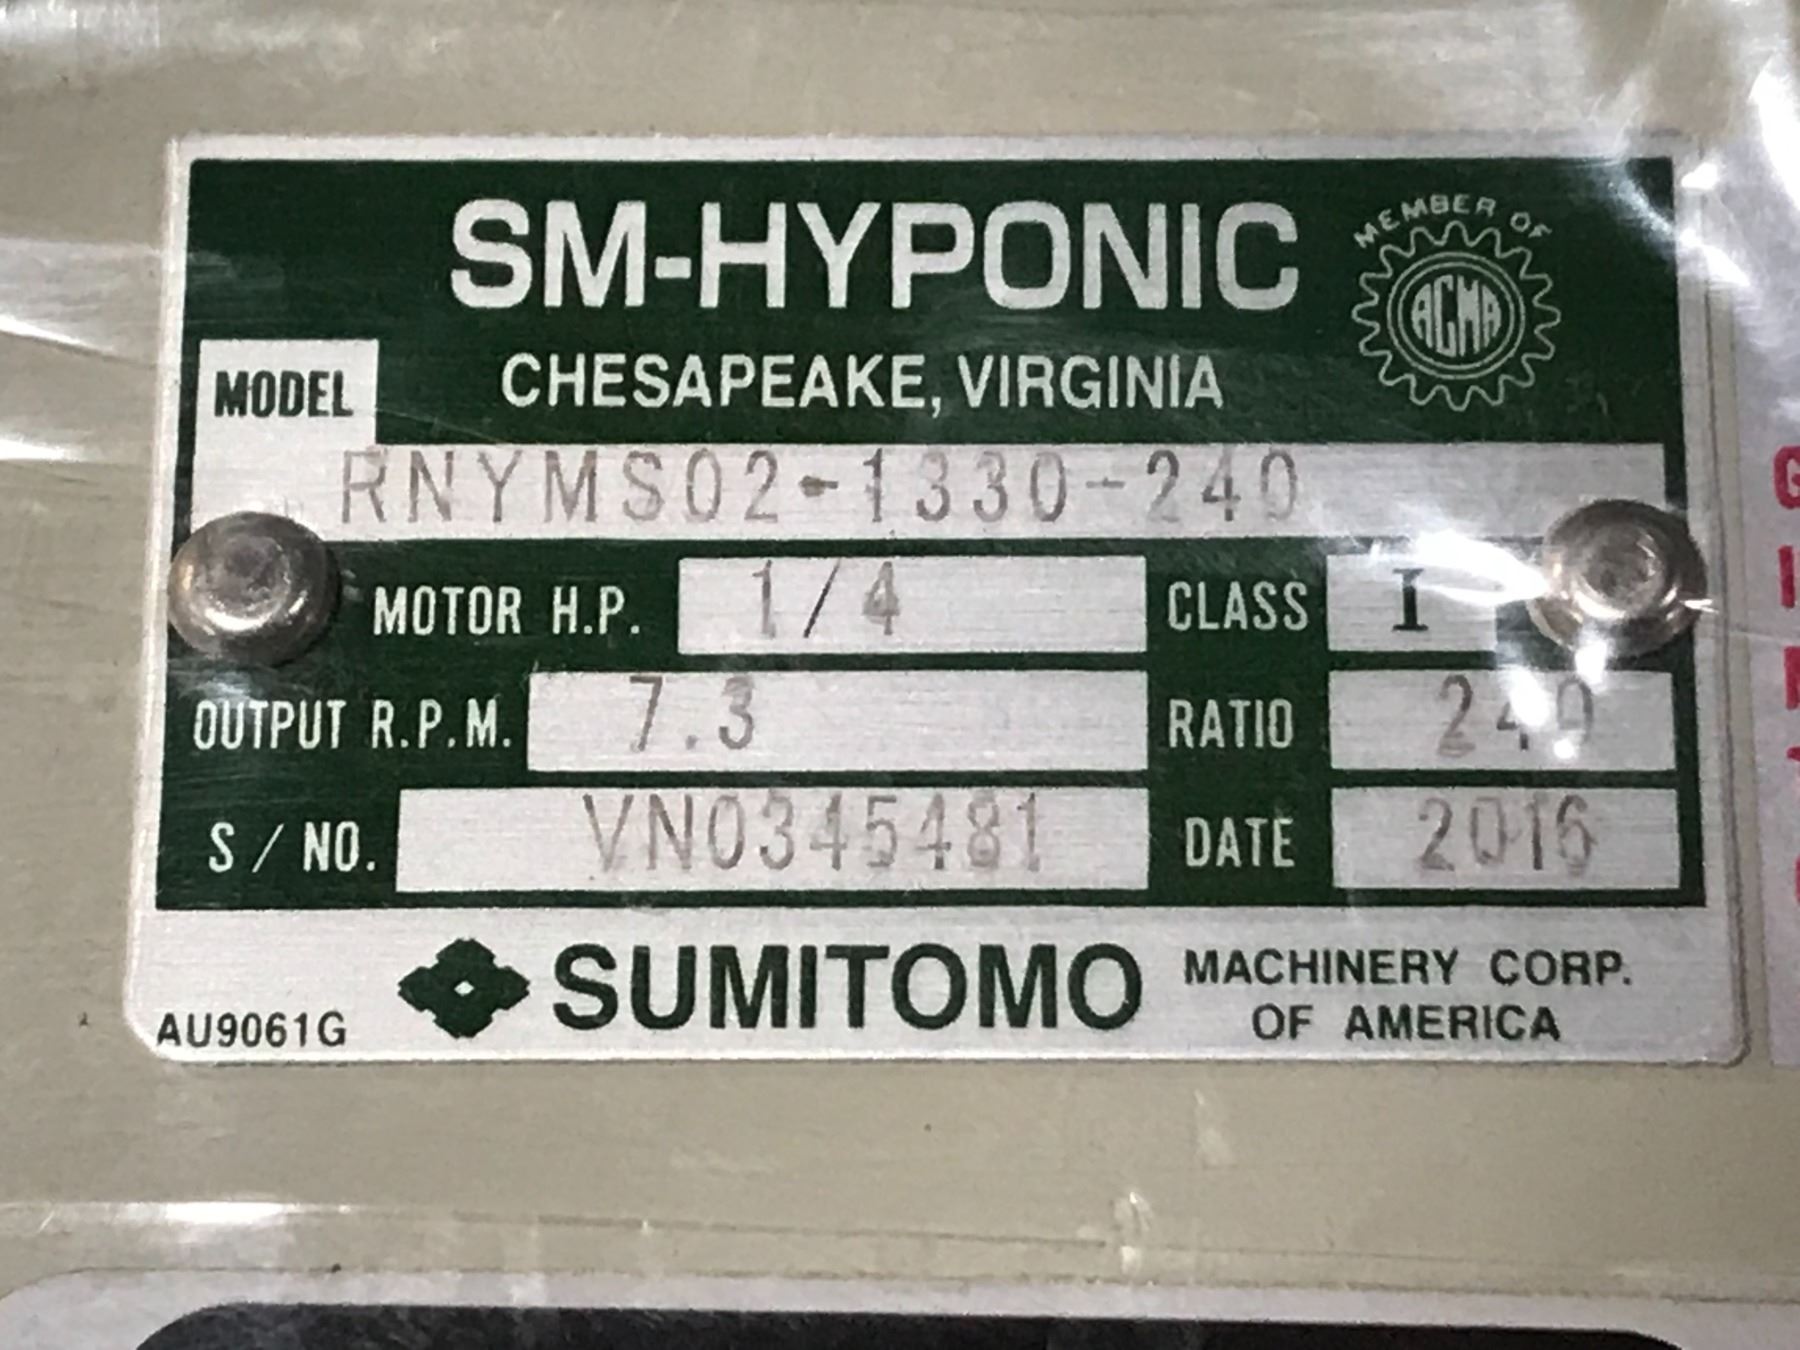 SM-HYPONIC
MEMBER OF
AGMA
CHESAPEAKE, VIRGINIA
MODEL
RNYMS02-1330-240
MOTOR H.P. 1/4 CLASS I
OUTPUT R.P.M. 7.3 RATIO 240
S/NO. VN0345481 DATE 2016
AU9061G
SUMITOMO MACHINERY CORP.
OF AMERICA